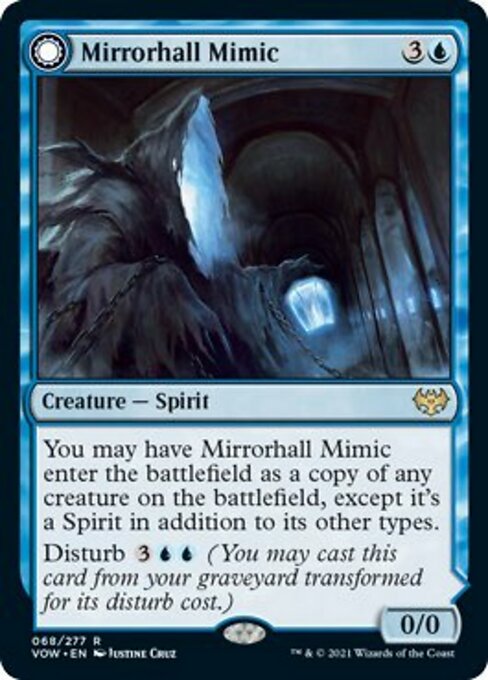 Mirrorhall Mimic 3
Creature — Spirit
You may have Mirrorhall Mimic
enter the battlefield as a copy of any
creature on the battlefield, except it's
a Spirit in addition to its other types.
Disturb 3 (You may cast this
card from your graveyard transformed
for its disturb cost.)
0/0
068/277 R
VOW • EN Justine Cruz
™ & © 2021 Wizards of the Coast